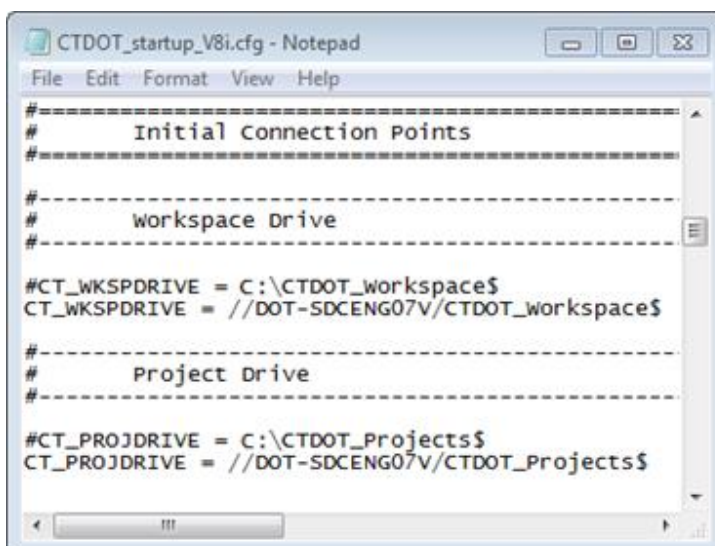 CTDOT_startup_V8i.cfg - Notepad
File Edit Format View Help
#==================================================
#       Initial Connection Points
#==================================================
#--------------------------------------------------
#       Workspace Drive
#--------------------------------------------------
#CT_WKSPDRIVE = C:\CTDOT_Workspace$
CT_WKSPDRIVE = //DOT-SDCENG07V/CTDOT_Workspace$
#--------------------------------------------------
#       Project Drive
#--------------------------------------------------
#CT_PROJDRIVE = C:\CTDOT_Projects$
CT_PROJDRIVE = //DOT-SDCENG07V/CTDOT_Projects$